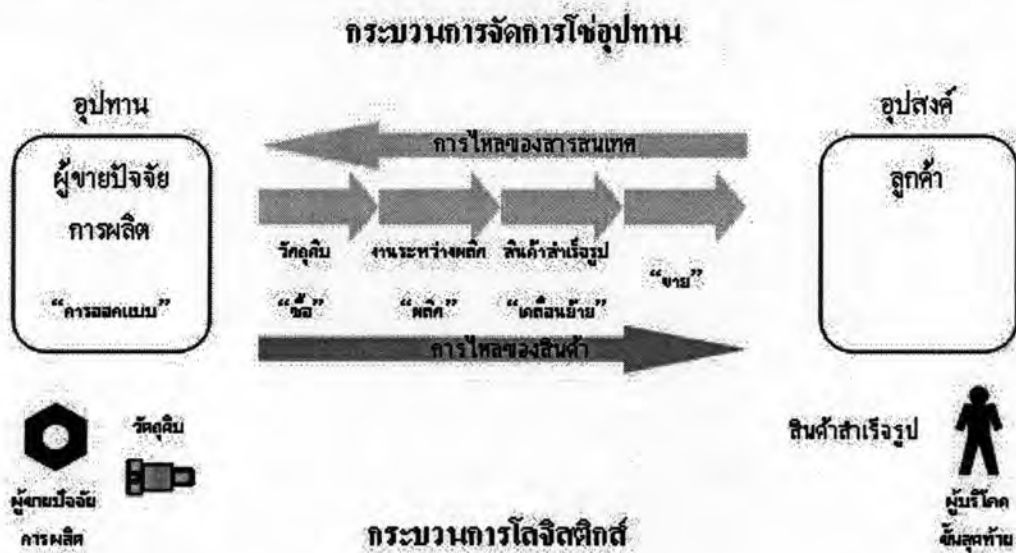 กระบวนการจัดการโซ่อุปทาน
อุปทาน
อุปสงค์
การไหลของสารสนเทศ
ผู้ขายปัจจัย
การผลิต
ลูกค้า
วัตถุดิบ งานระหว่างผลิต สินค้าสำเร็จรูป
“ขาย”
“การออกแบบ”
“ซื้อ” “ผลิต” “เคลื่อนย้าย”
การไหลของสินค้า
วัตถุดิบ
สินค้าสำเร็จรูป
ผู้ขายปัจจัย
การผลิต
ผู้บริโภค
ขั้นสุดท้าย
กระบวนการโลจิสติกส์